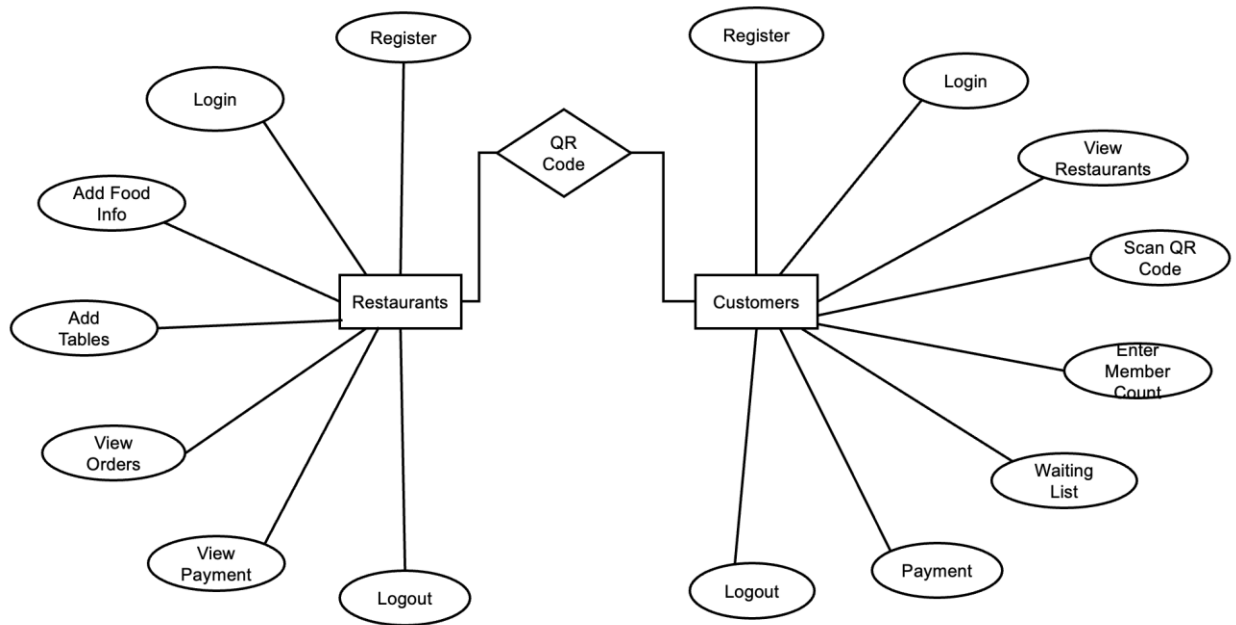 Register
Register
Login
Login
QR
Code
View
Restaurants
Add Food
Info
Scan QR
Code
Restaurants
Customers
Add
Tables
Enter
Member
Count
View
Orders
Waiting
List
View
Payment
Payment
Logout
Logout